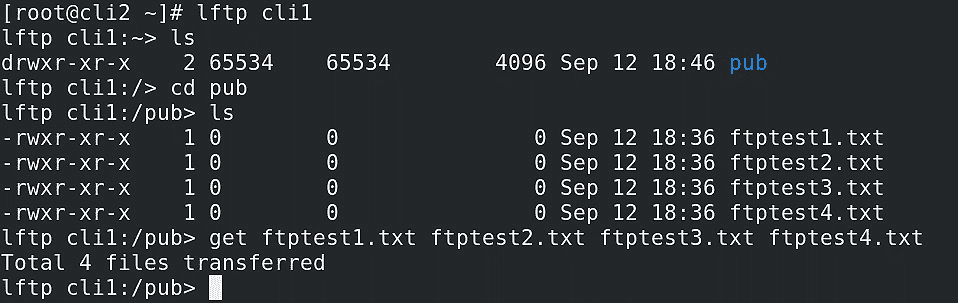 [root@cli2 ~]# lftp cli1
lftp cli1:~> ls
drwxr-xr-x    2 65534    65534        4096 Sep 12 18:46 pub
lftp cli1:/> cd pub
lftp cli1:/pub> ls
-rwxr-xr-x    1 0        0               0 Sep 12 18:36 ftptest1.txt
-rwxr-xr-x    1 0        0               0 Sep 12 18:36 ftptest2.txt
-rwxr-xr-x    1 0        0               0 Sep 12 18:36 ftptest3.txt
-rwxr-xr-x    1 0        0               0 Sep 12 18:36 ftptest4.txt
lftp cli1:/pub> get ftptest1.txt ftptest2.txt ftptest3.txt ftptest4.txt
Total 4 files transferred
lftp cli1:/pub>